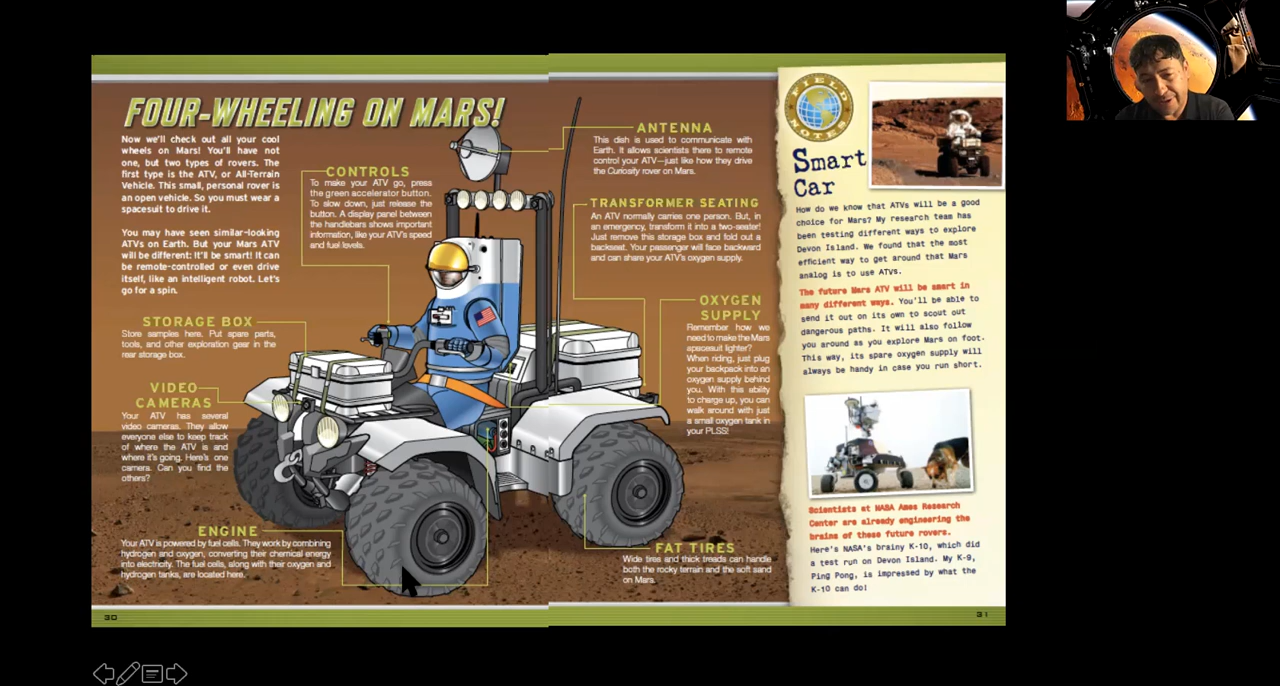 FOUR-WHEELING ON MARS!
Now we'll check out all your cool
wheels on Mars! You'll have not
one, but two types of rovers. The
first type is the ATV, or All-Terrain
Vehicle. This small, personal rover is
an open vehicle. So you must wear a
spacesuit to drive it.
You may have seen similar-looking
ATVs on Earth. But your Mars ATV
will be different: It'll be smart! It can
be remote-controlled or even drive
itself, like an intelligent robot. Let's
go for a spin.
CONTROLS
To make your ATV go, press
the green accelerator button.
To slow down, just release the
button. A display panel between
the handlebars shows important
information, like your ATV's speed
and fuel levels.
STORAGE BOX
Store samples here. Put spare parts,
tools, and other exploration gear in the
rear storage box.
VIDEO
CAMERAS
Your ATV has several
video cameras. They allow
everyone else to keep track
of where the ATV is and
where it's going. Here's one
camera. Can you find the
others?
ENGINE
Your ATV is powered by fuel cells. They work by combining
hydrogen and oxygen, converting their chemical energy
into electricity. The fuel cells, along with their oxygen and
hydrogen tanks, are located here.
30
ANTENNA
This dish is used to communicate with
Earth. It allows scientists there to remote
control your ATV—just like how they drive
the Curiosity rover on Mars.
TRANSFORMER SEATING
An ATV normally carries one person. But, in
an emergency, transform it into a two-seater!
Just remove this storage box and fold out a
backseat. Your passenger will face backward
and can share your ATV's oxygen supply.
OXYGEN
SUPPLY
Remember how we
need to make the Mars
spacesuit lighter?
When riding, just plug
your backpack into an
oxygen supply behind
you. With this ability
to charge up, you can
walk around with just
a small oxygen tank in
your PLSS!
FAT TIRES
Wide tires and thick treads can handle
both the rocky terrain and the soft sand
on Mars.
FIELD
NOTES
Smart
Car
How do we know that ATVs will be a good
choice for Mars? My research team has
been testing different ways to explore
Devon Island. We found that the most
efficient way to get around that Mars
analog is to use ATVs.
The future Mars ATV will be smart in
many different ways. You'll be able to
send it out on its own to scout out
dangerous paths. It will also follow
you around as you explore Mars on foot.
This way, its spare oxygen supply will
always be handy in case you run short.
Scientists at NASA Ames Research
Center are already engineering the
brains of these future rovers.
Here's NASA's brainy K-10, which did
a test run on Devon Island. My K-9,
Ping Pong, is impressed by what the
K-10 can do!
31